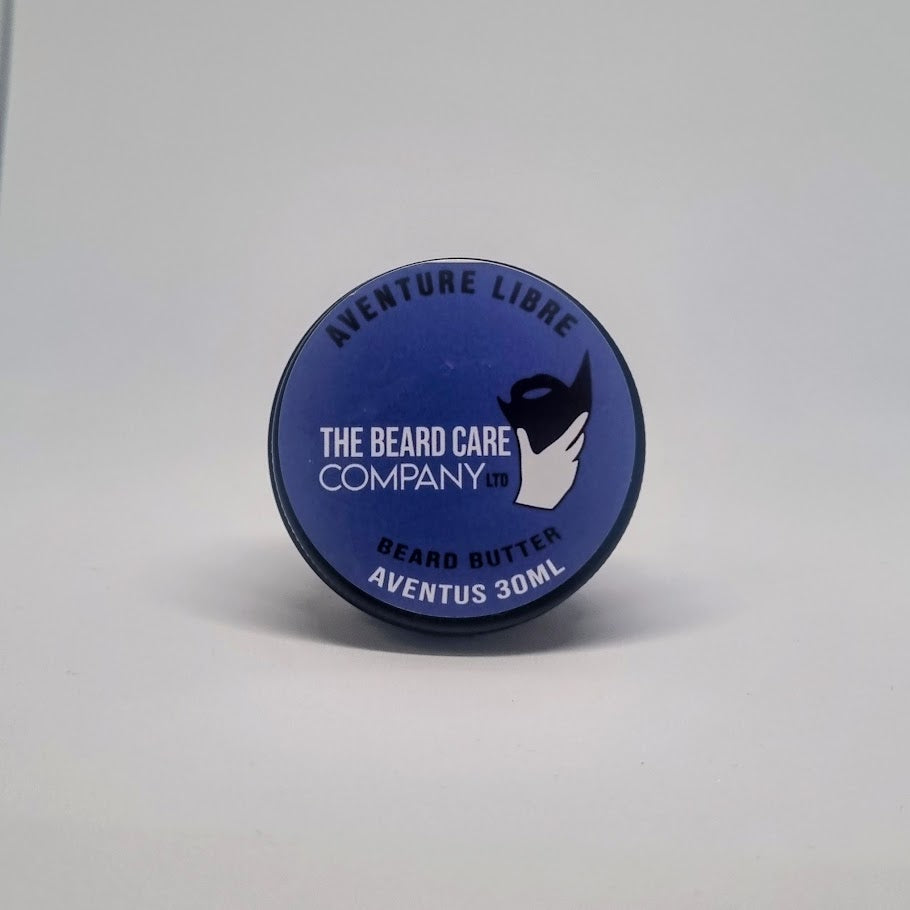 AVENTURE LIBRE
THE BEARD CARE
COMPANY LTD
BEARD BUTTER
AVENTUS 30ML